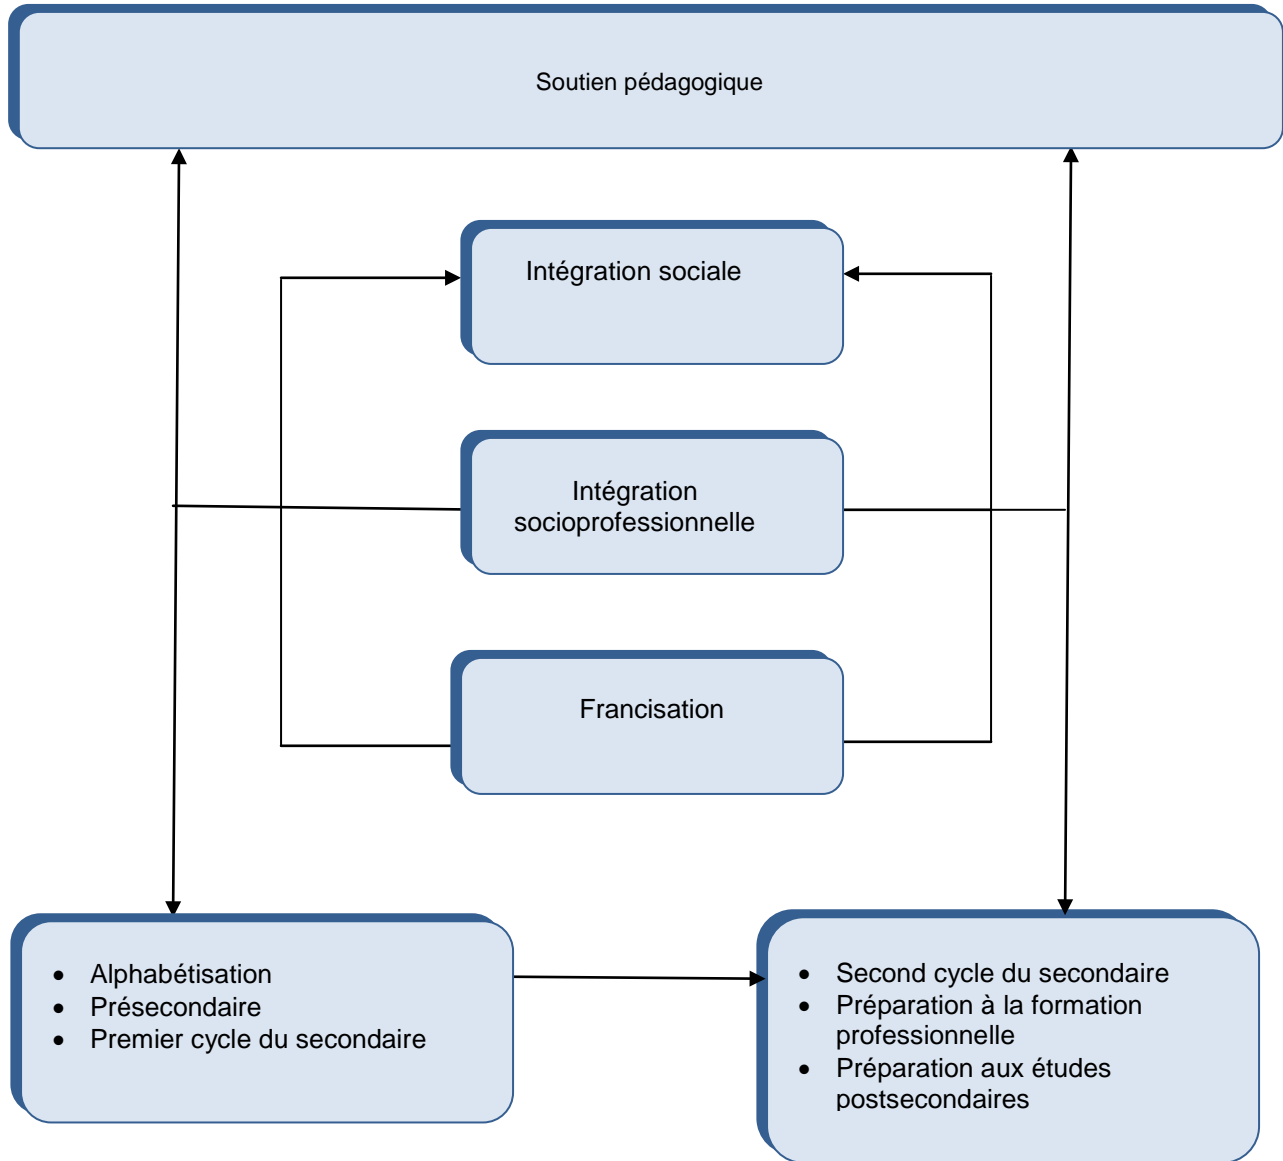 Soutien pédagogique
Intégration sociale
Intégration
socioprofessionnelle
Francisation
• Alphabétisation
• Présecondaire
• Premier cycle du secondaire
• Second cycle du secondaire
• Préparation à la formation
professionnelle
• Préparation aux études
postsecondaires